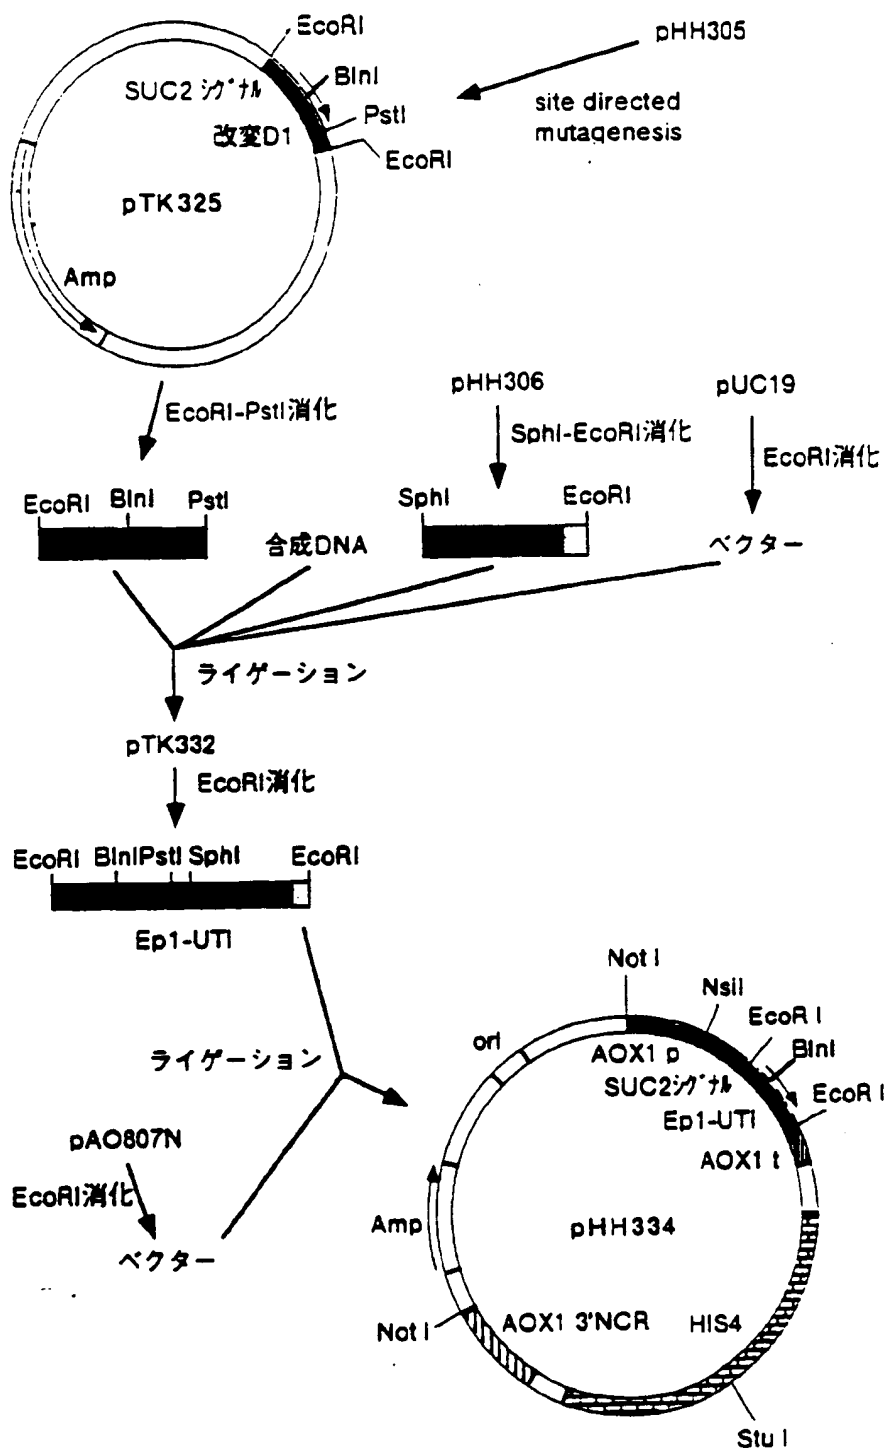 EcoRI
pHH305
BlnI
SUC2 シグナル
PstI
site directed
mutagenesis
改変D1
EcoRI
pTK325
Amp
pHH306
pUC19
EcoRI-PstI消化
SphI-EcoRI消化
EcoRI消化
EcoRI BlnI PstI
SphI EcoRI
合成DNA
ベクター
ライゲーション
pTK332
EcoRI消化
EcoRI BlnIPstI SphI EcoRI
Ep1-UTI
Not I
NsiI
EcoR I
ori
AOX1 p
BlnI
ライゲーション
SUC2シグナル
EcoR I
Ep1-UTI
pAO807N
AOX1 t
EcoRI消化
Amp
pHH334
ベクター
Not I
AOX1 3'NCR
HIS4
Stu I